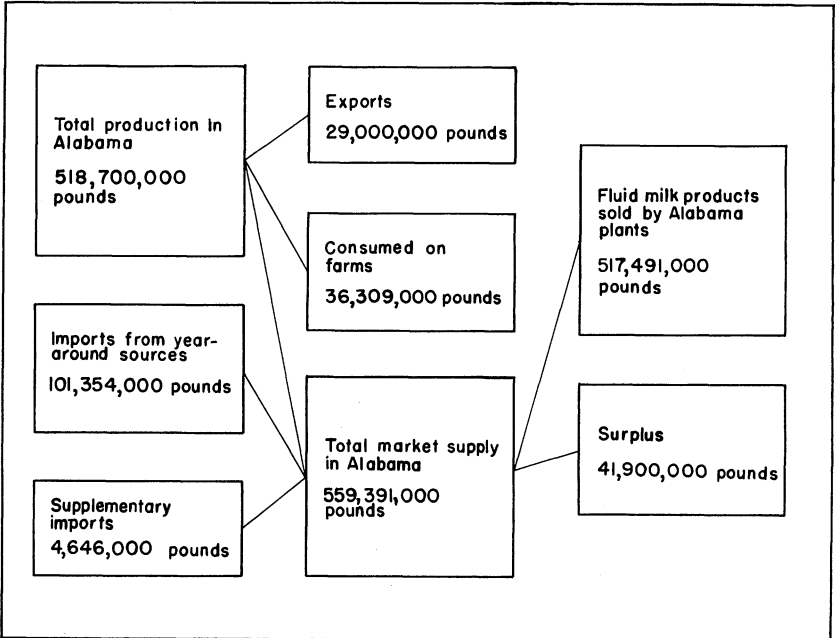 Total production in
Alabama
518,700,000
pounds
Imports from year-
around sources
101,354,000 pounds
Supplementary
imports
4,646,000 pounds
Exports
29,000,000 pounds
Consumed on
farms
36,309,000 pounds
Total market supply
in Alabama
559,391,000
pounds
Fluid milk products
sold by Alabama
plants
517,491,000
pounds
Surplus
41,900,000 pounds